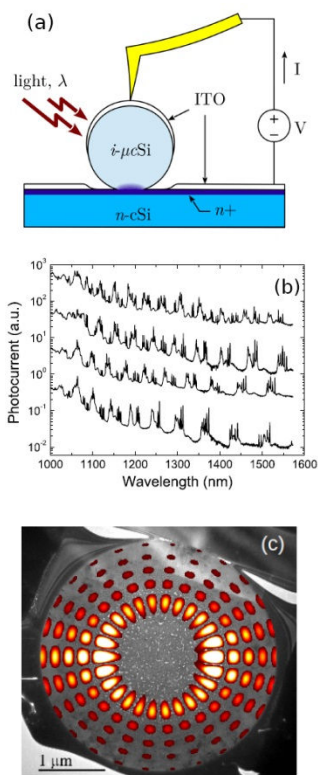 (a)
light, λ
ITO
I
V
+
−
i-μcSi
n+
n-cSi
(b)
Photocurrent (a.u.)
10³
10²
10¹
10⁰
10⁻¹
10⁻²
1000 1100 1200 1300 1400 1500 1600
Wavelength (nm)
(c)
1 μm